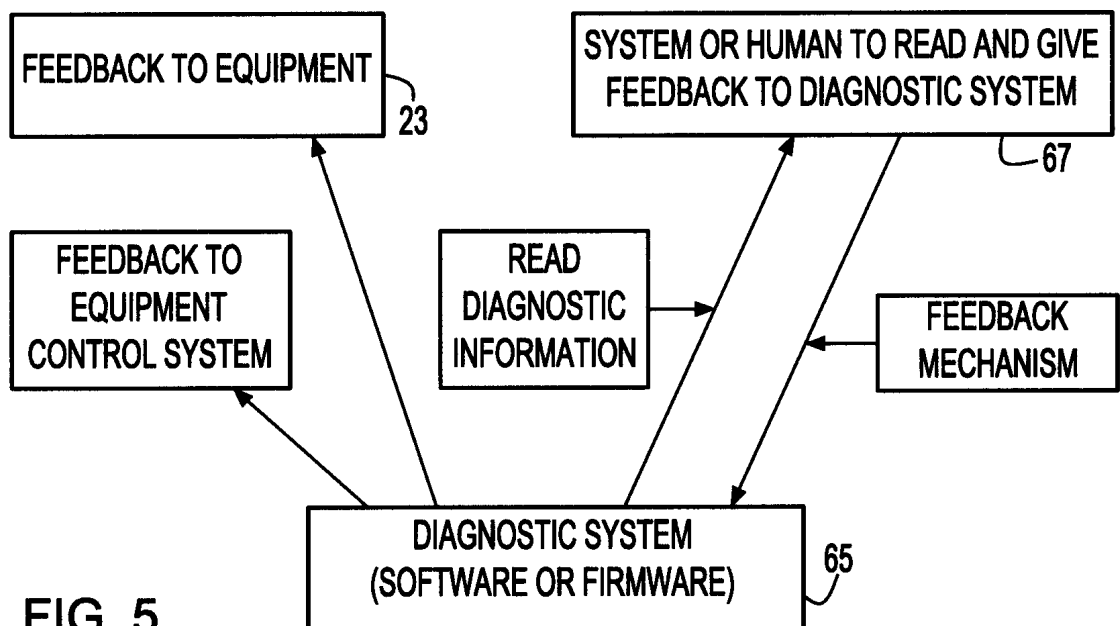 FEEDBACK TO EQUIPMENT
23
SYSTEM OR HUMAN TO READ AND GIVE
FEEDBACK TO DIAGNOSTIC SYSTEM
67
FEEDBACK TO
EQUIPMENT
CONTROL SYSTEM
READ
DIAGNOSTIC
INFORMATION
FEEDBACK
MECHANISM
DIAGNOSTIC SYSTEM
(SOFTWARE OR FIRMWARE)
65
FIG. 5